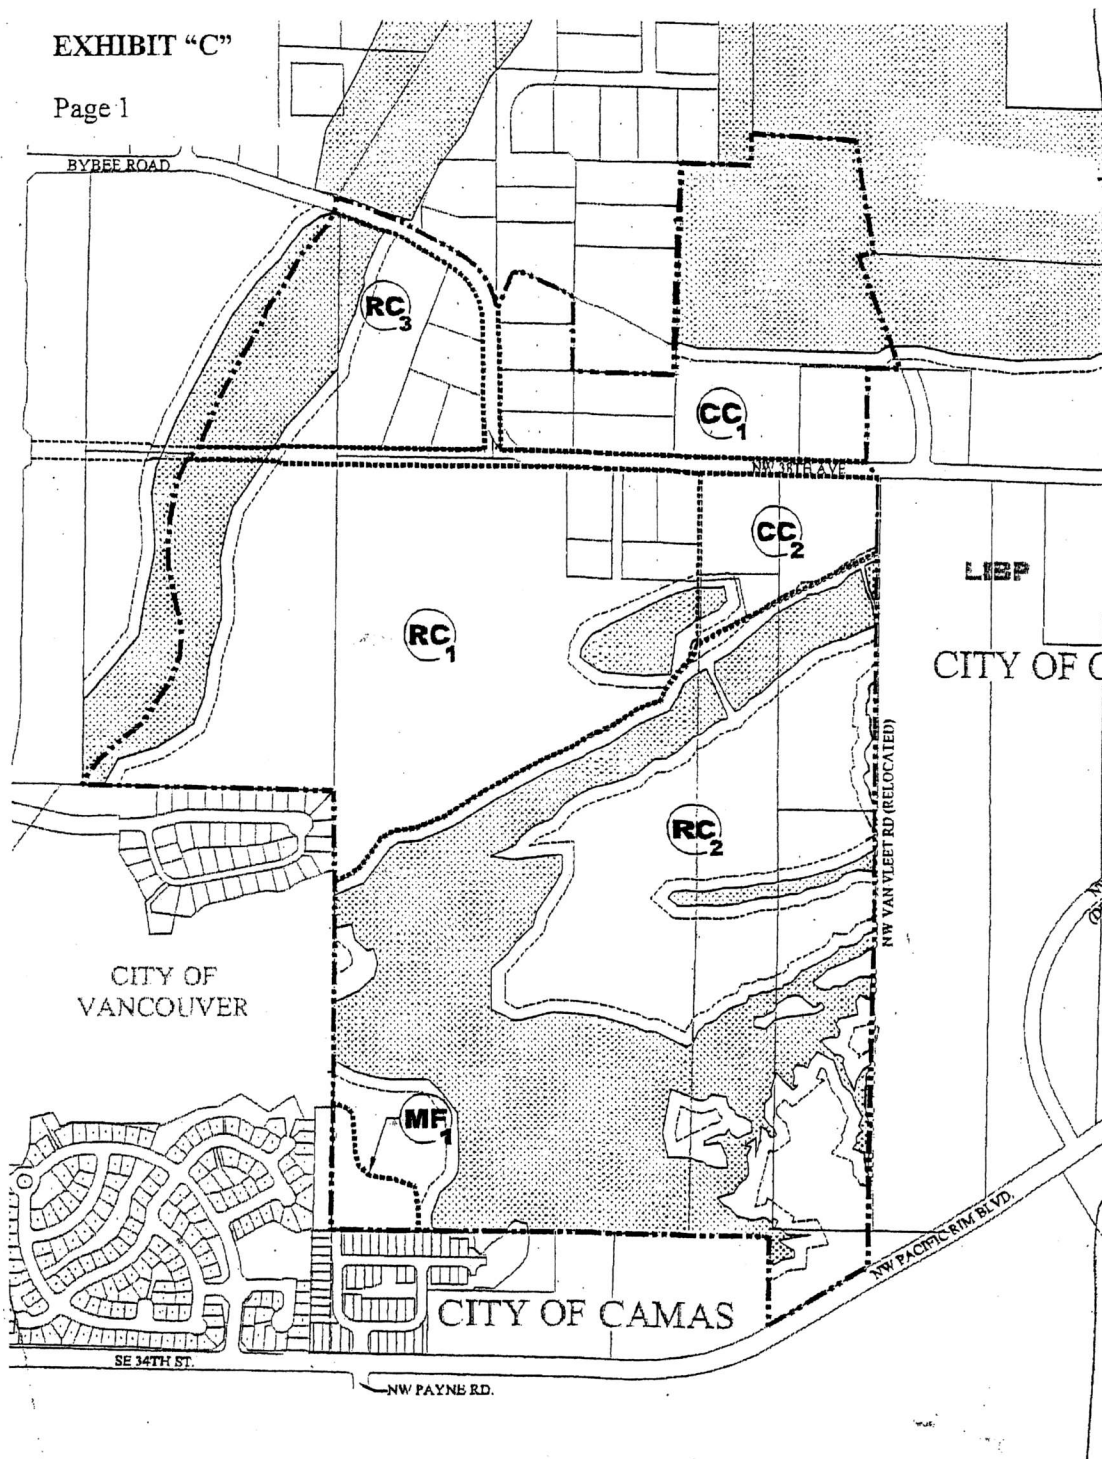 EXHIBIT “C”
Page 1
BYBEE ROAD
RC3
CC1
NW 38TH AVE
CC2
LIBP
RC1
CITY OF C
NW VAN VLEET RD (RELOCATED)
RC2
CITY OF
VANCOUVER
MF1
NW PACIFIC RIM BLVD.
CITY OF CAMAS
SE 34TH ST.
NW PAYNE RD.